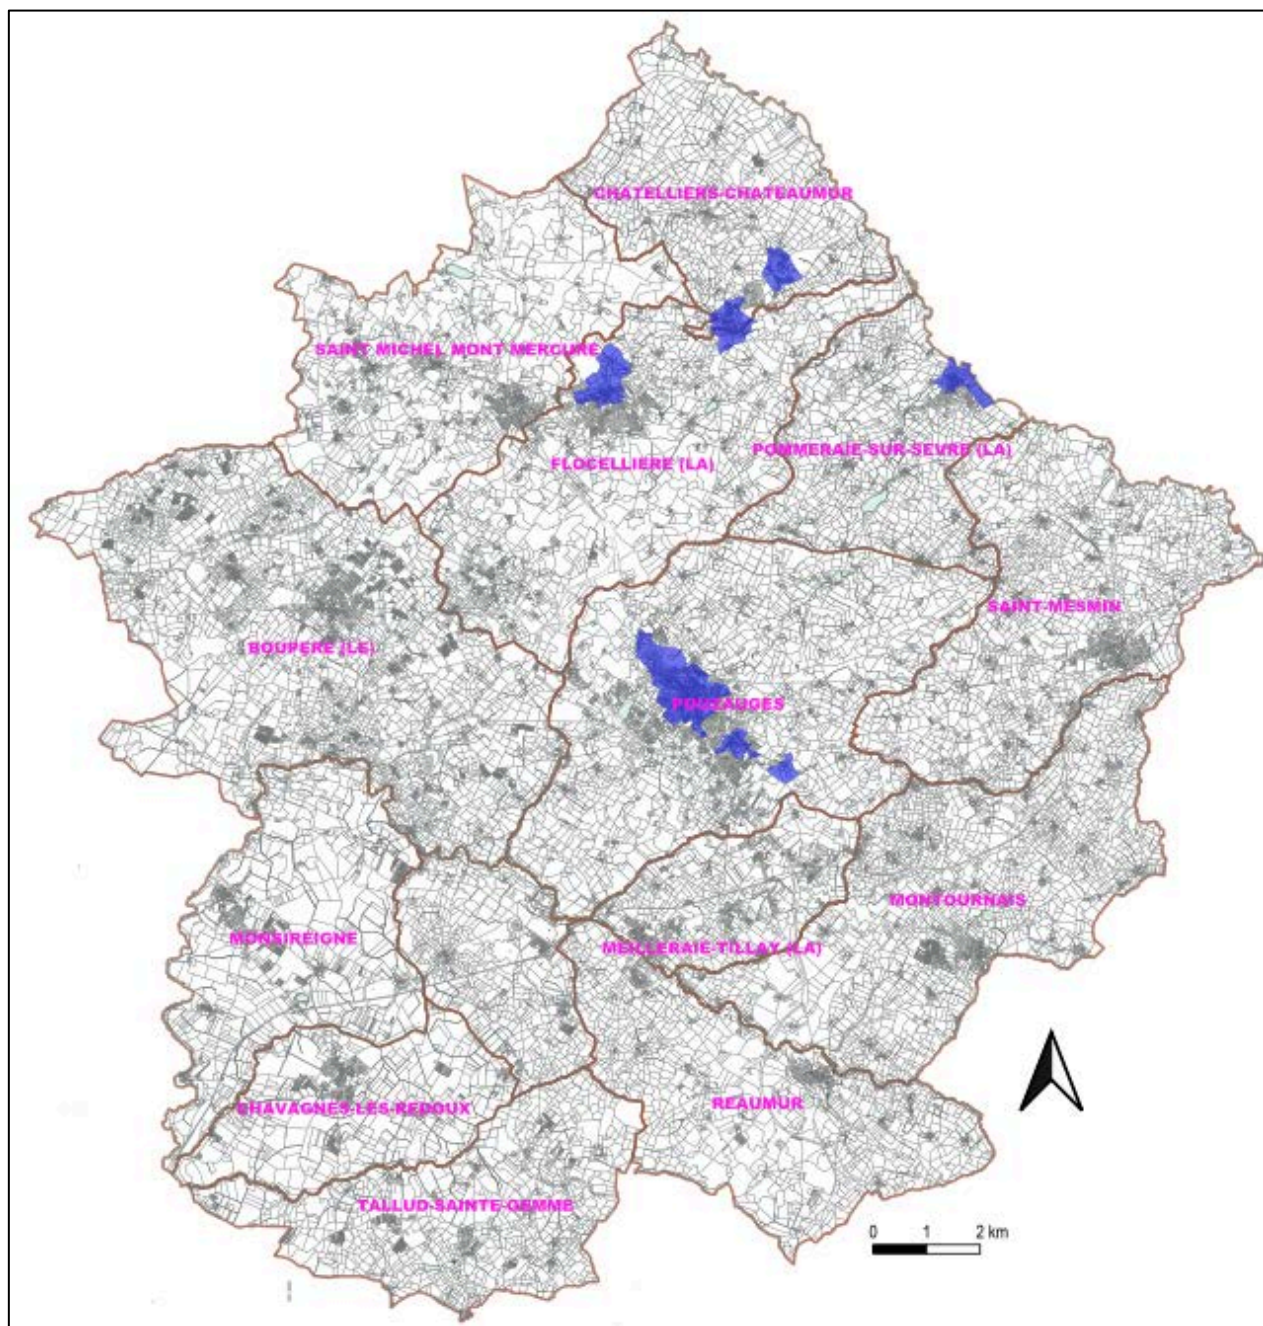 CHATELLIERS-CHATEAUMUR
SAINT MICHEL MONT MERCURE
POMMERAIE-SUR-SEVRE (LA)
FLOCELLIERE (LA)
SAINT-MESMIN
BOUPERE (LE)
POUZAUGES
MONTOURNAIS
MONSIREIGNE
MEILLERAIE-TILLAY (LA)
REAUMUR
CHAVAGNES-LES-REDOUX
TALLUD-SAINTE-GEMME
0 1 2 km